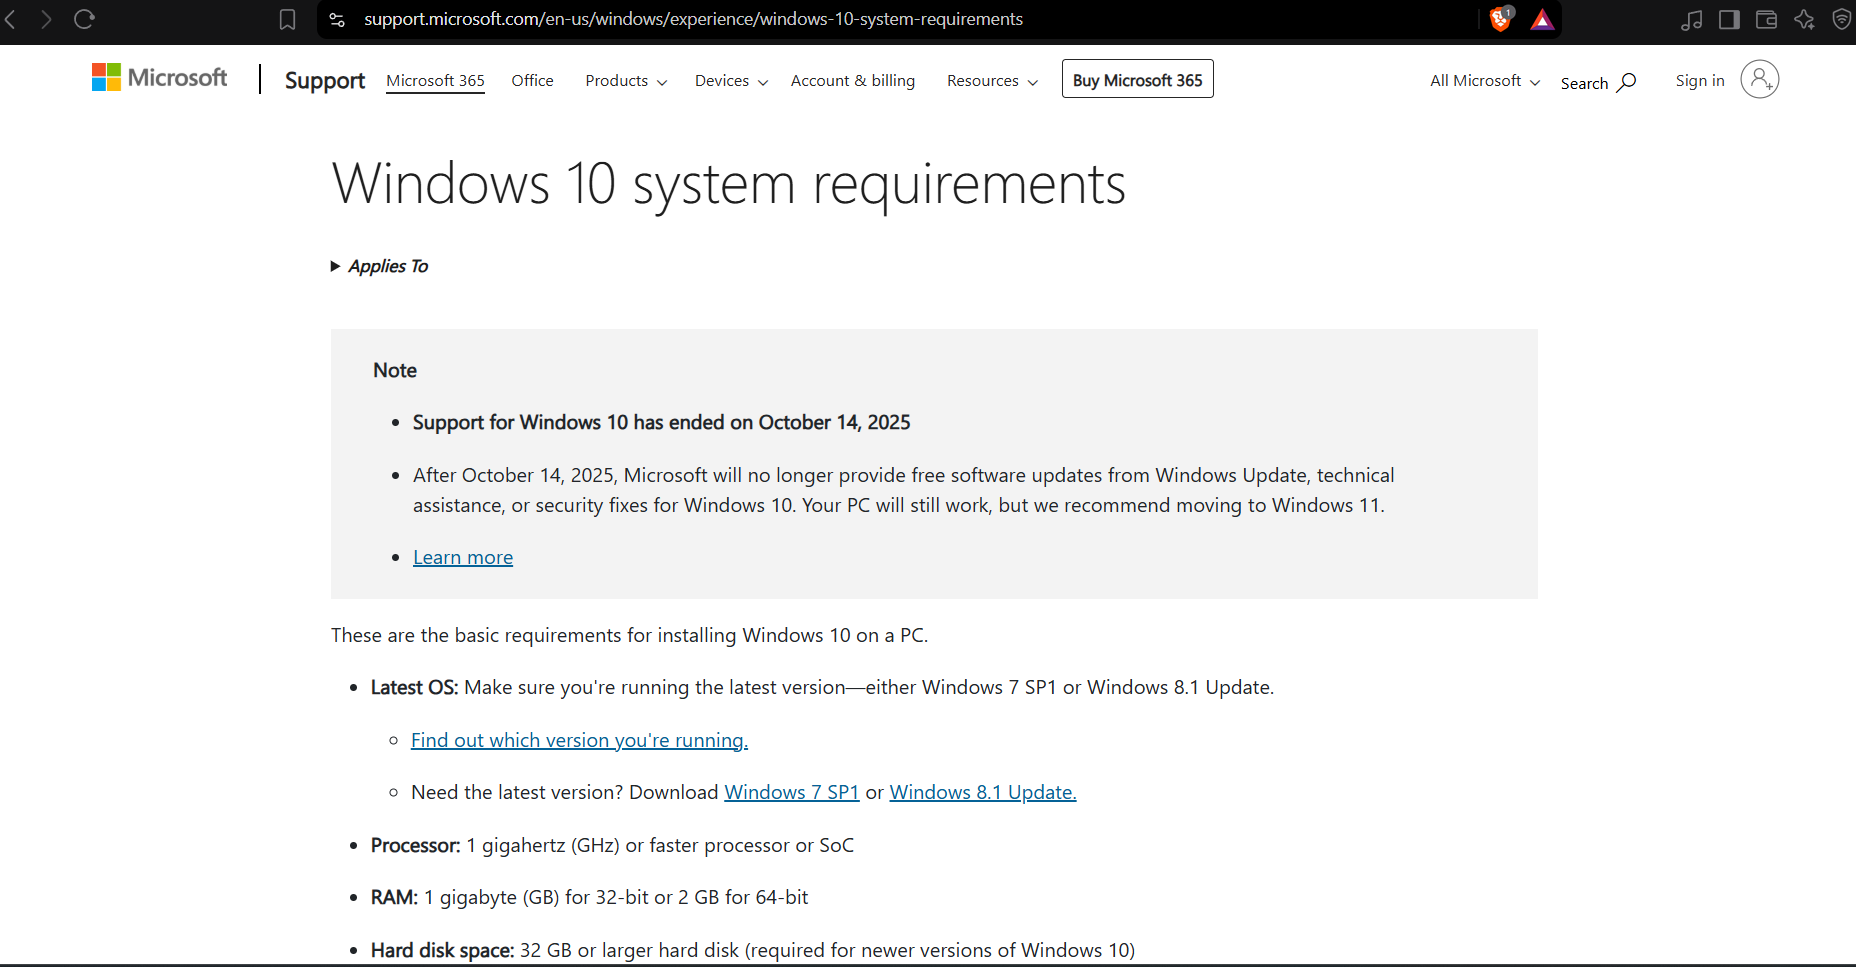 support.microsoft.com/en-us/windows/experience/windows-10-system-requirements
1
Microsoft
Support
Microsoft 365
Office
Products
Devices
Account & billing
Resources
Buy Microsoft 365
All Microsoft
Search
Sign in
Windows 10 system requirements
Applies To
Note
• Support for Windows 10 has ended on October 14, 2025
• After October 14, 2025, Microsoft will no longer provide free software updates from Windows Update, technical
assistance, or security fixes for Windows 10. Your PC will still work, but we recommend moving to Windows 11.
• Learn more
These are the basic requirements for installing Windows 10 on a PC.
• Latest OS: Make sure you're running the latest version—either Windows 7 SP1 or Windows 8.1 Update.
◦ Find out which version you're running.
◦ Need the latest version? Download Windows 7 SP1 or Windows 8.1 Update.
• Processor: 1 gigahertz (GHz) or faster processor or SoC
• RAM: 1 gigabyte (GB) for 32-bit or 2 GB for 64-bit
• Hard disk space: 32 GB or larger hard disk (required for newer versions of Windows 10)